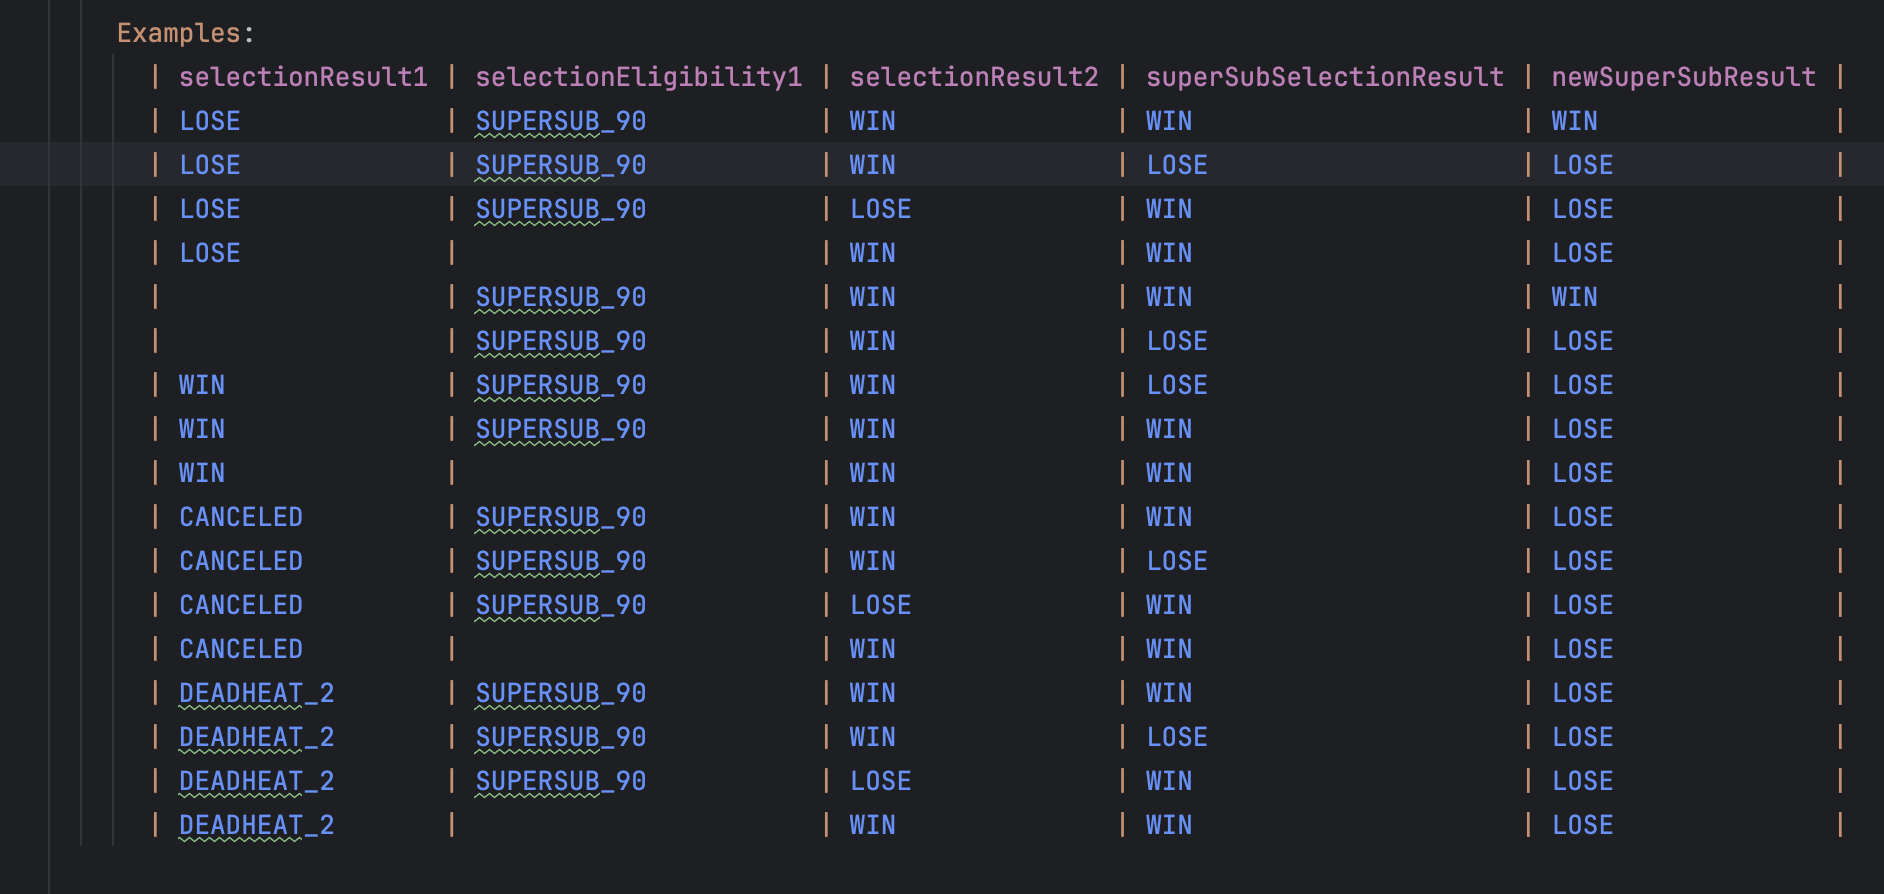 Examples:
| selectionResult1 | selectionEligibility1 | selectionResult2 | superSubSelectionResult | newSuperSubResult |
| LOSE | SUPERSUB_90 | WIN | WIN | WIN |
| LOSE | SUPERSUB_90 | WIN | LOSE | LOSE |
| LOSE | SUPERSUB_90 | LOSE | WIN | LOSE |
| LOSE | | WIN | WIN | LOSE |
| | SUPERSUB_90 | WIN | WIN | WIN |
| | SUPERSUB_90 | WIN | LOSE | LOSE |
| WIN | SUPERSUB_90 | WIN | LOSE | LOSE |
| WIN | SUPERSUB_90 | WIN | WIN | LOSE |
| WIN | | WIN | WIN | LOSE |
| CANCELED | SUPERSUB_90 | WIN | WIN | LOSE |
| CANCELED | SUPERSUB_90 | WIN | LOSE | LOSE |
| CANCELED | SUPERSUB_90 | LOSE | WIN | LOSE |
| CANCELED | | WIN | WIN | LOSE |
| DEADHEAT_2 | SUPERSUB_90 | WIN | WIN | LOSE |
| DEADHEAT_2 | SUPERSUB_90 | WIN | LOSE | LOSE |
| DEADHEAT_2 | SUPERSUB_90 | LOSE | WIN | LOSE |
| DEADHEAT_2 | | WIN | WIN | LOSE |